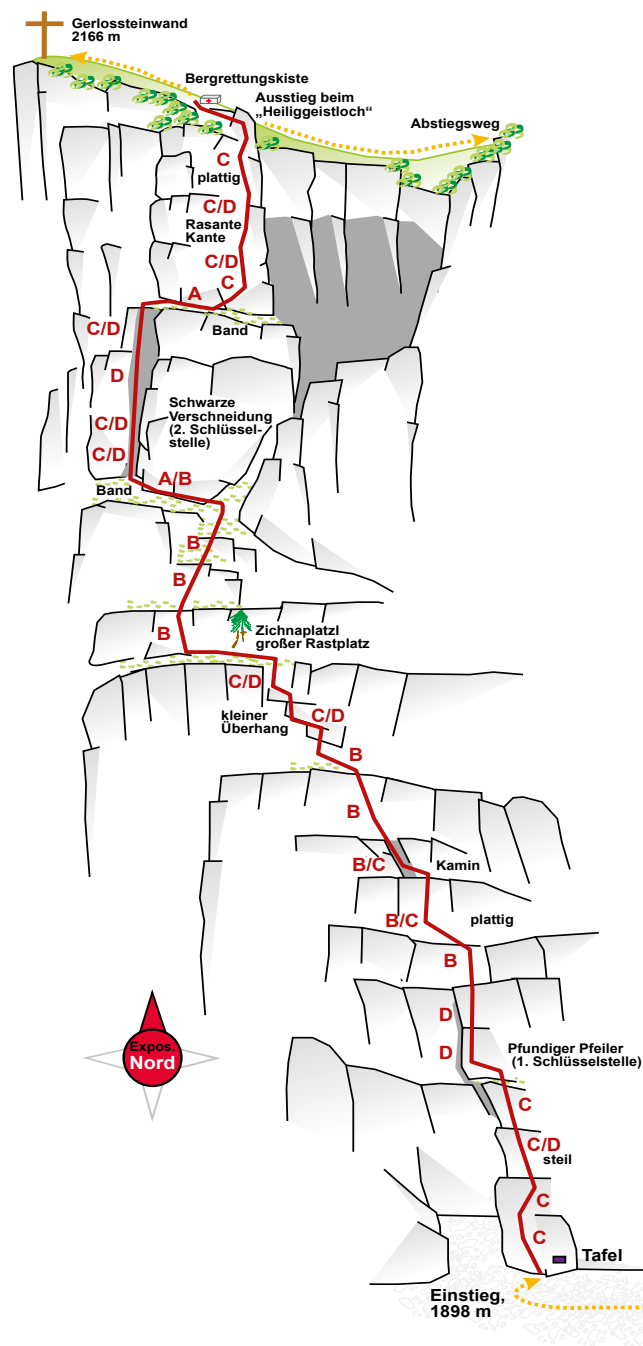 Gerlossteinwand
2166 m
Bergrettungskiste
Ausstieg beim
„Heiliggeistloch“
Abstiegsweg
C
plattig
C/D
Rasante
Kante
C/D
C
A
Band
C/D
D
Schwarze
Verschneidung
(2. Schlüssel-
stelle)
C/D
C/D
A/B
Band
B
B
B
Zichnaplatzl
großer Rastplatz
C/D
kleiner
Überhang
C/D
B
B
B/C
Kamin
B/C
plattig
B
D
D
Pfundiger Pfeiler
(1. Schlüsselstelle)
Expos.
Nord
C
C/D
steil
C
C
Tafel
Einstieg,
1898 m